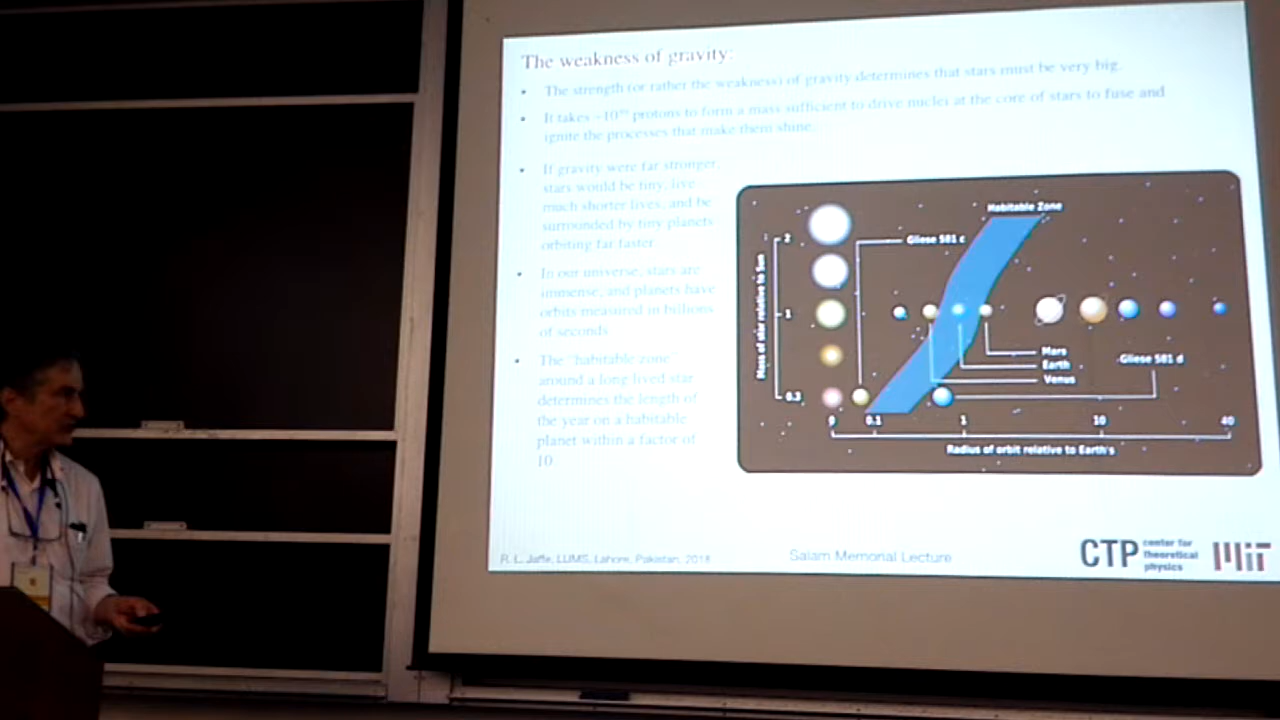 The weakness of gravity:
• The strength (or rather the weakness) of gravity determines that stars must be very big.
• It takes ~10 protons to form a mass sufficient to drive nuclei at the core of stars to fuse and
ignite the processes that make them shine.
• If gravity were far stronger,
stars would be tiny, live
much shorter lives, and be
surrounded by tiny planets
orbiting far faster
• In our universe, stars are
immense, and planets have
orbits measured in billions
of seconds
• The "habitable zone"
around a long lived star
determines the length of
the year on a habitable
planet within a factor of
10.
Habitable Zone
Gliese 581 c
Mass of star relative to Sun
2
1
0.3
Mars
Earth
Venus
Gliese 581 d
0 0.1 1 10 40
Radius of orbit relative to Earth's
R. L. Jaffe, LUMS, Lahore, Pakistan, 2018
Salam Memorial Lecture
CTP
center for
theoretical
physics
MIT